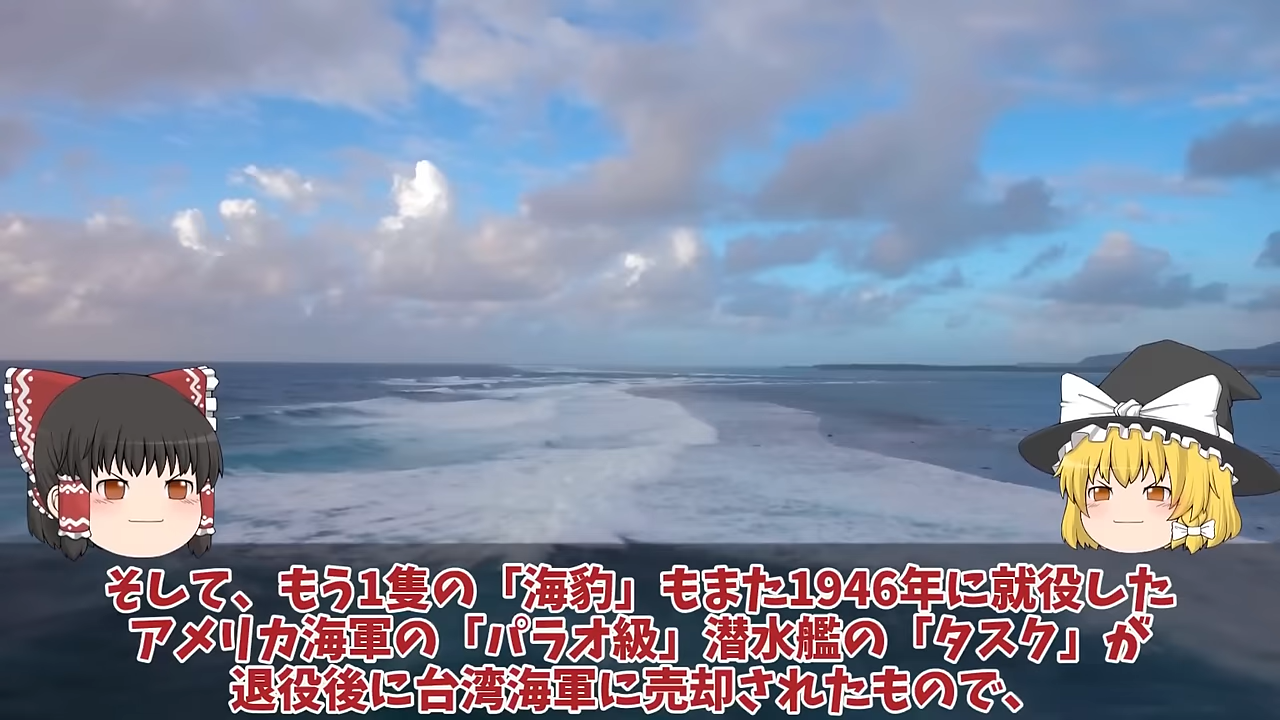 そして、もう1隻の「海豹」もまた1946年に就役した
アメリカ海軍の「パラオ級」潜水艦の「タスク」が
退役後に台湾海軍に売却されたもので、